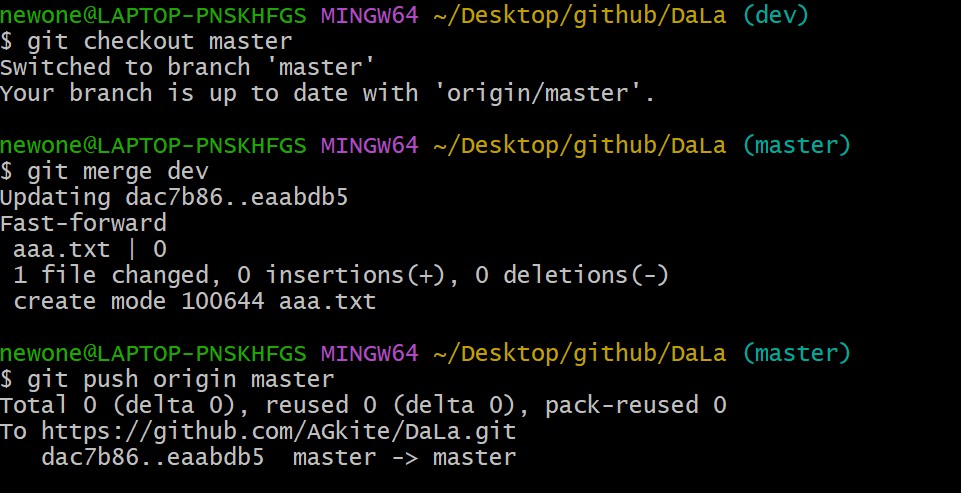 newone@LAPTOP-PNSKHFGS MINGW64 ~/Desktop/github/DaLa (dev)
$ git checkout master
Switched to branch 'master'
Your branch is up to date with 'origin/master'.
newone@LAPTOP-PNSKHFGS MINGW64 ~/Desktop/github/DaLa (master)
$ git merge dev
Updating dac7b86..eaabdb5
Fast-forward
 aaa.txt | 0
 1 file changed, 0 insertions(+), 0 deletions(-)
 create mode 100644 aaa.txt
newone@LAPTOP-PNSKHFGS MINGW64 ~/Desktop/github/DaLa (master)
$ git push origin master
Total 0 (delta 0), reused 0 (delta 0), pack-reused 0
To https://github.com/AGkite/DaLa.git
   dac7b86..eaabdb5  master -> master